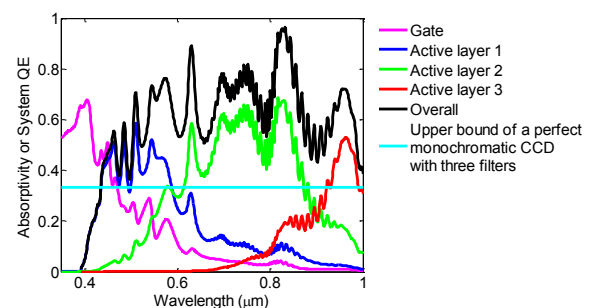 Absorptivity or System QE
1
0.8
0.6
0.4
0.2
0
0.4
0.6
0.8
1
Wavelength (μm)
Gate
Active layer 1
Active layer 2
Active layer 3
Overall
Upper bound of a perfect
monochromatic CCD
with three filters